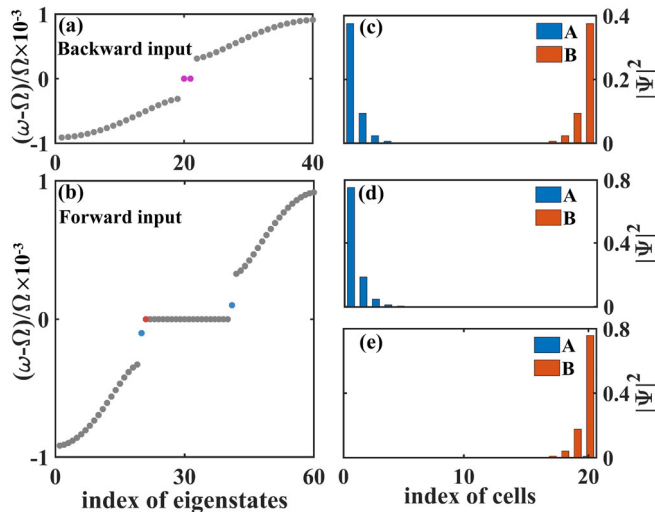 (a)
Backward input
(ω-Ω)/Ω×10⁻³
1
0
-1
0
20
40
(b)
Forward input
(ω-Ω)/Ω×10⁻³
1
0
-1
0
30
60
index of eigenstates
(c)
A
B
0.4
0.2
0
|Ψ|²
(d)
A
B
0.8
0.4
0
|Ψ|²
(e)
A
B
0.8
0.4
0
|Ψ|²
0
10
20
index of cells